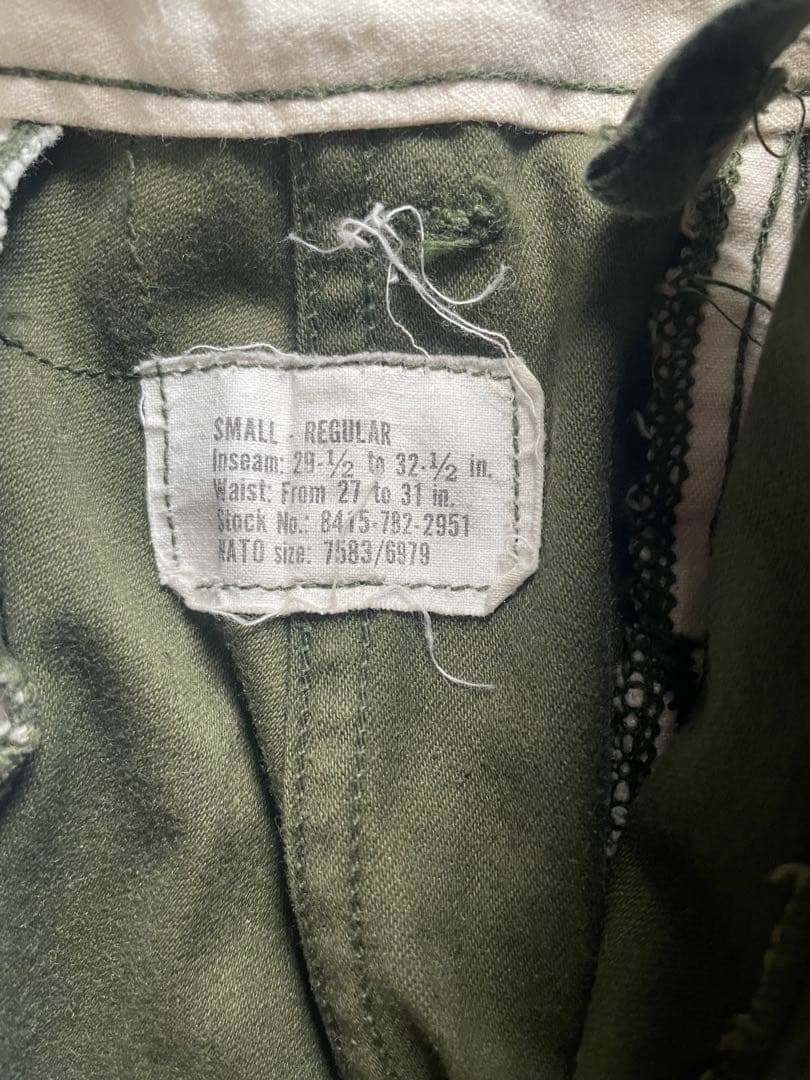 SMALL - REGULAR
Inseam: 29-½ to 32-½ in.
Waist: From 27 to 31 in.
Stock No.: 8415-782-2951
NATO size: 7583/6979